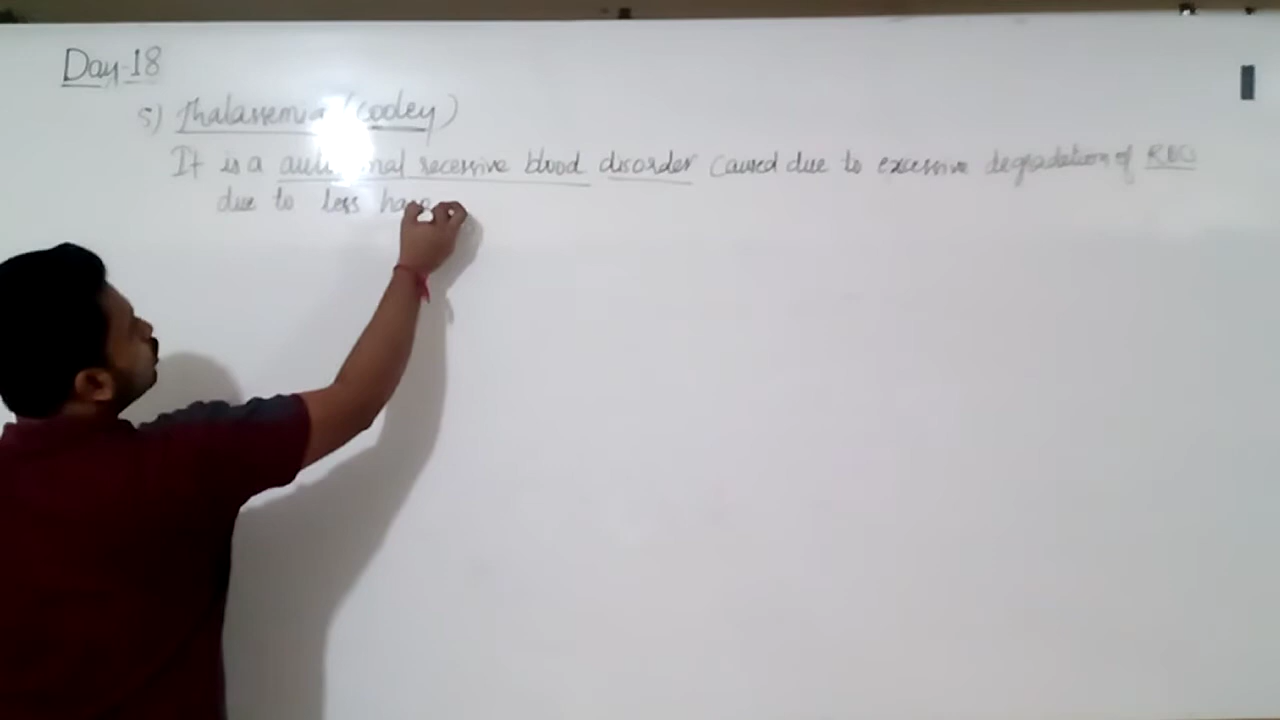 Day-18
5) Thalassemia (Cooley)
It is a autosomal recessive blood disorder caused due to excessive degradation of RBCs
due to less